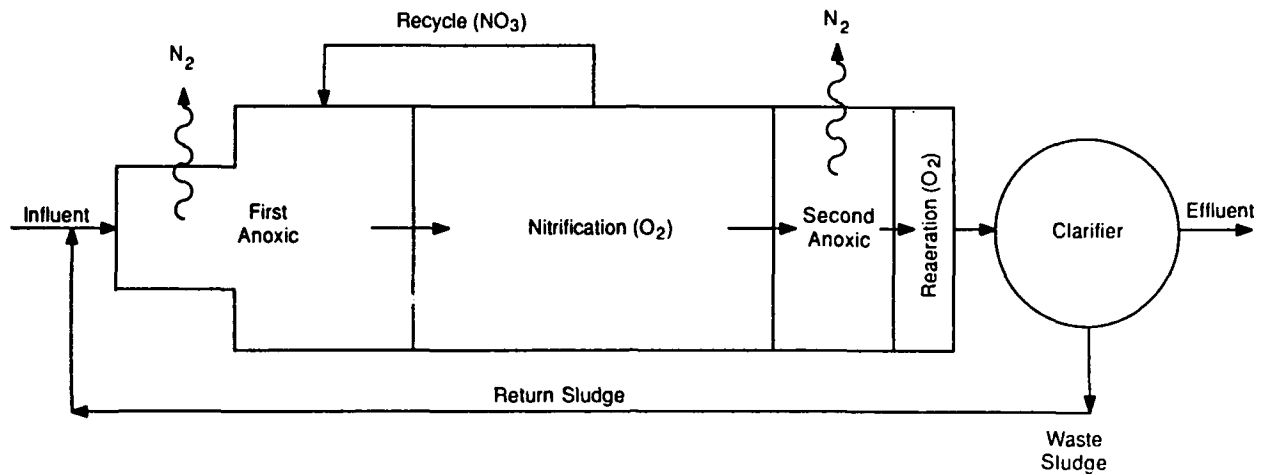 Recycle (NO3)
N2
N2
Influent
First
Anoxic
Nitrification (O2)
Second
Anoxic
Reaeration (O2)
Clarifier
Effluent
Return Sludge
Waste
Sludge